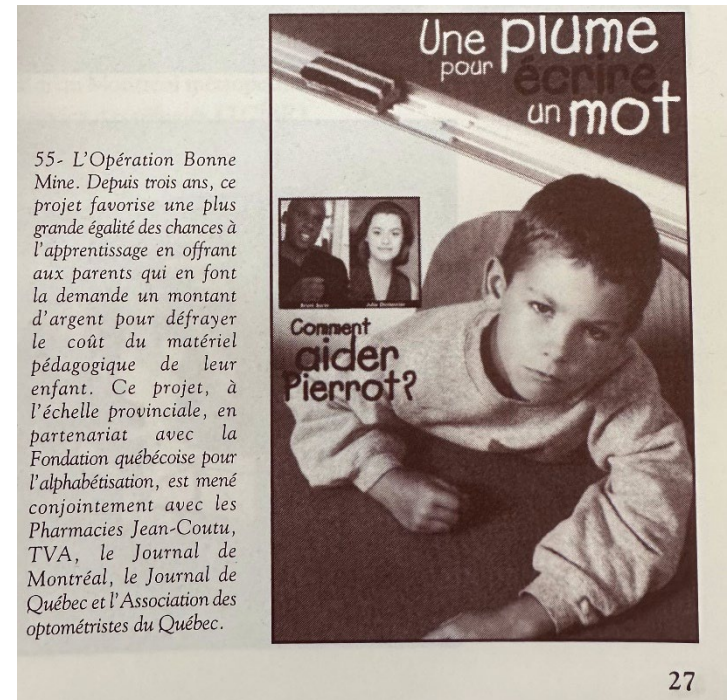 55- L'Opération Bonne
Mine. Depuis trois ans, ce
projet favorise une plus
grande égalité des chances à
l'apprentissage en offrant
aux parents qui en font
la demande un montant
d'argent pour défrayer
le coût du matériel
pédagogique de leur
enfant. Ce projet, à
l'échelle provinciale, en
partenariat avec la
Fondation québécoise pour
l'alphabétisation, est mené
conjointement avec les
Pharmacies Jean-Coutu,
TVA, le Journal de
Montréal, le Journal de
Québec et l'Association des
optométristes du Québec.
Une plume
pour écrire
un mot
Comment
aider
Pierrot?
27